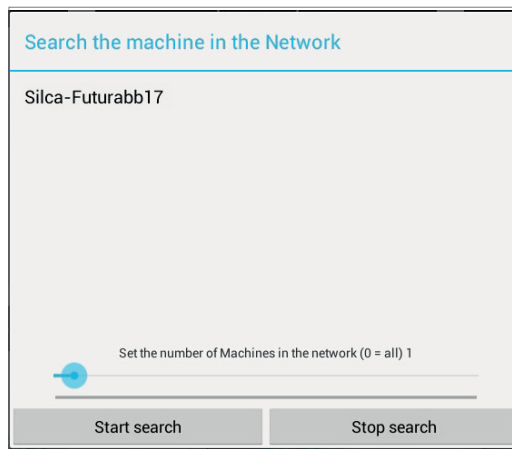 Search the machine in the Network
Silca-Futurabb17
Set the number of Machines in the network (0 = all) 1
Start search
Stop search